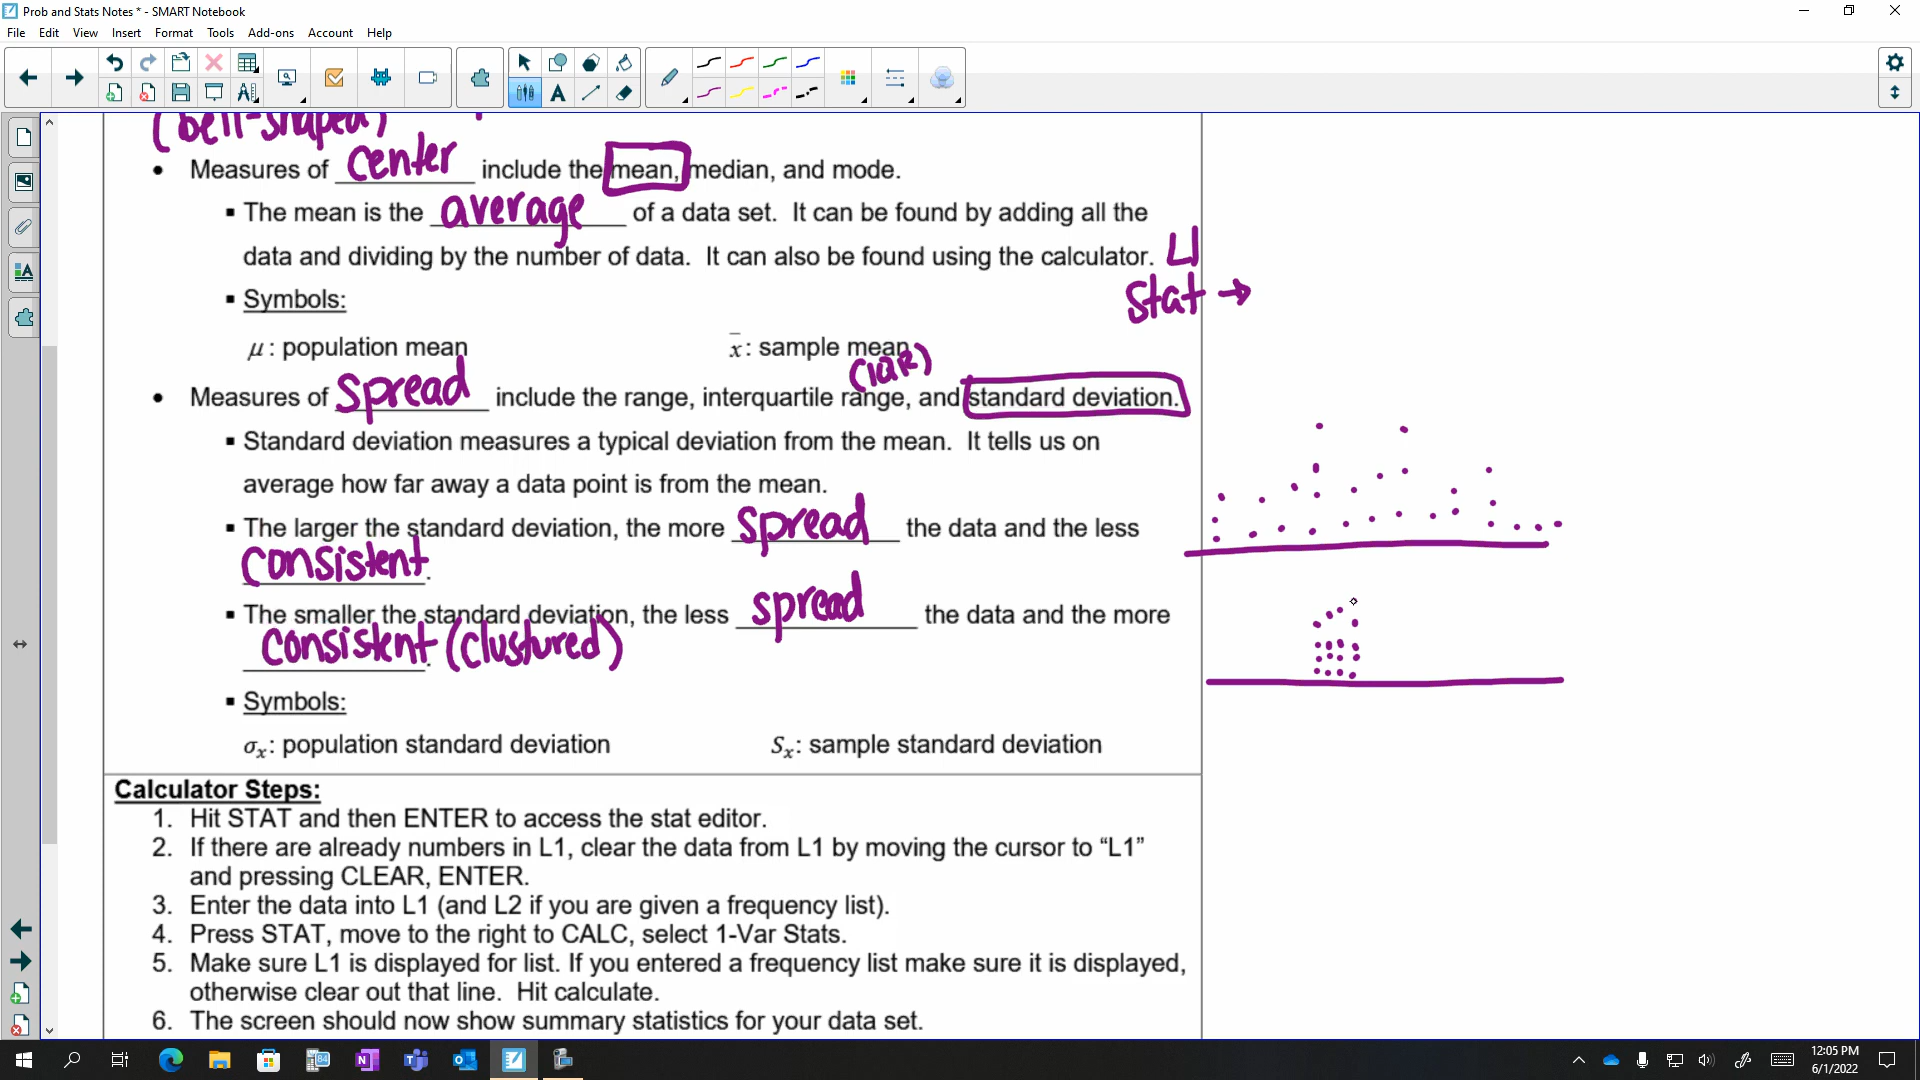 Prob and Stats Notes * - SMART Notebook
File Edit View Insert Format Tools Add-ons Account Help
(bell-shaped)
• Measures of center include the mean, median, and mode.
▪ The mean is the average of a data set. It can be found by adding all the
data and dividing by the number of data. It can also be found using the calculator. L1
Stat →
▪ Symbols:
μ: population mean x̄: sample mean
(IQR)
• Measures of spread include the range, interquartile range, and standard deviation.
▪ Standard deviation measures a typical deviation from the mean. It tells us on
average how far away a data point is from the mean.
▪ The larger the standard deviation, the more spread the data and the less
consistent.
▪ The smaller the standard deviation, the less spread the data and the more
consistent. (clustured)
▪ Symbols:
σx: population standard deviation Sx: sample standard deviation
Calculator Steps:
1. Hit STAT and then ENTER to access the stat editor.
2. If there are already numbers in L1, clear the data from L1 by moving the cursor to “L1”
and pressing CLEAR, ENTER.
3. Enter the data into L1 (and L2 if you are given a frequency list).
4. Press STAT, move to the right to CALC, select 1-Var Stats.
5. Make sure L1 is displayed for list. If you entered a frequency list make sure it is displayed,
otherwise clear out that line. Hit calculate.
6. The screen should now show summary statistics for your data set.
12:05 PM
6/1/2022